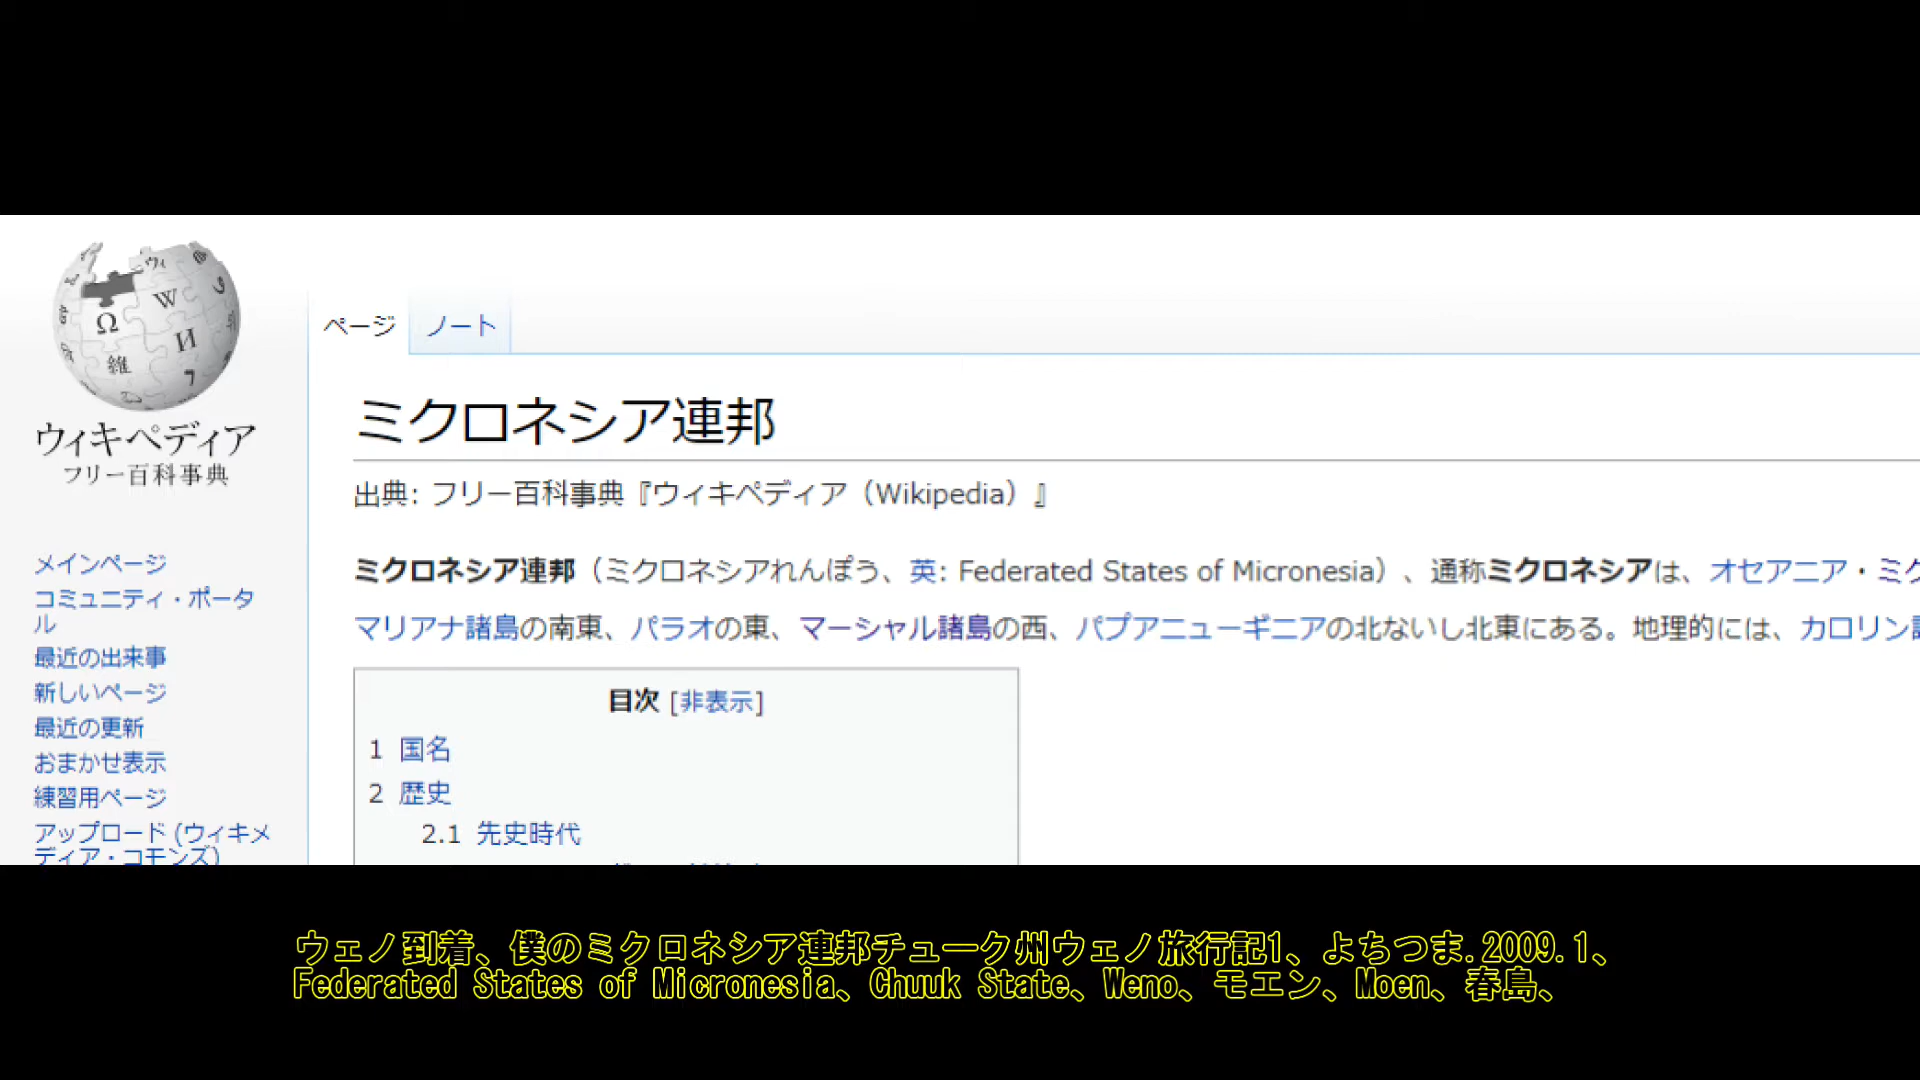 ウィキペディア
フリー百科事典
メインページ
コミュニティ・ポータ
ル
最近の出来事
新しいページ
最近の更新
おまかせ表示
練習用ページ
アップロード (ウィキメ
ディア・コモンズ)
ページ ノート
ミクロネシア連邦
出典: フリー百科事典『ウィキペディア（Wikipedia）』
ミクロネシア連邦（ミクロネシアれんぽう、英: Federated States of Micronesia）、通称ミクロネシアは、オセアニア・ミク
マリアナ諸島の南東、パラオの東、マーシャル諸島の西、パプアニューギニアの北ないし北東にある。地理的には、カロリン
目次 [非表示]
1 国名
2 歴史
2.1 先史時代
ウェノ到着、僕のミクロネシア連邦チューク州ウェノ旅行記1、よちつま.2009.1、
Federated States of Micronesia、Chuuk State、Weno、モエン、Moen、春島、